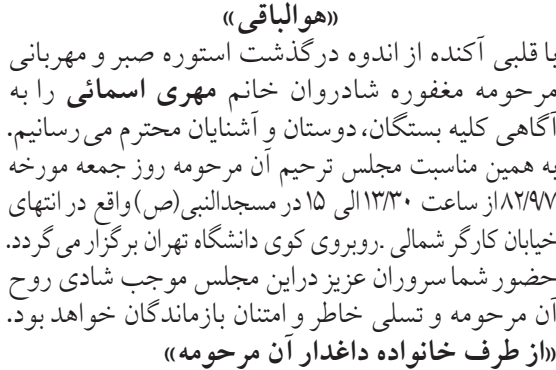 «هوالباقی»
با قلبی آکنده از اندوه درگذشت استوره صبر و مهربانی
مرحومه مغفوره شادروان خانم مهری اسمائی را به
آگاهی کلیه بستگان، دوستان و آشنایان محترم می رسانیم.
به همین مناسبت مجلس ترحیم آن مرحومه روز جمعه مورخه
۸۲/۹/۷ از ساعت ۱۳/۳۰ الی ۱۵ در مسجدالنبی(ص) واقع در انتهای
خیابان کارگر شمالی .روبروی کوی دانشگاه تهران برگزار می گردد.
حضور شما سروران عزیز دراین مجلس موجب شادی روح
آن مرحومه و تسلی خاطر و امتنان بازماندگان خواهد بود.
«از طرف خانواده داغدار آن مرحومه»